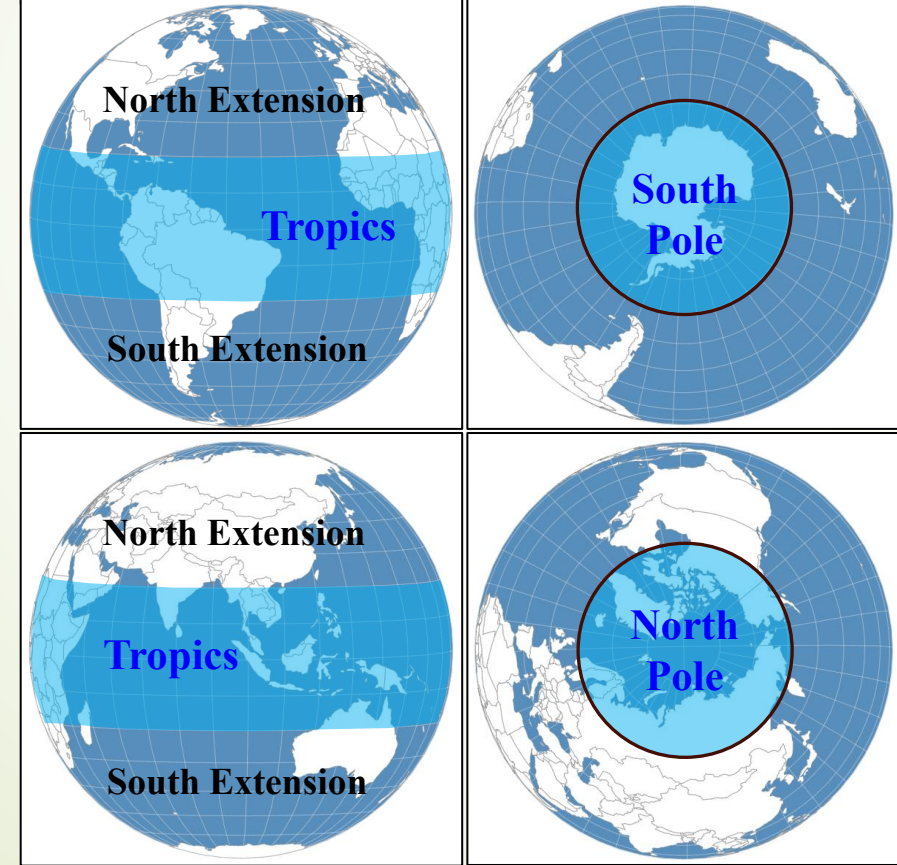 North Extension
Tropics
South Extension
South
Pole
North Extension
Tropics
South Extension
North
Pole